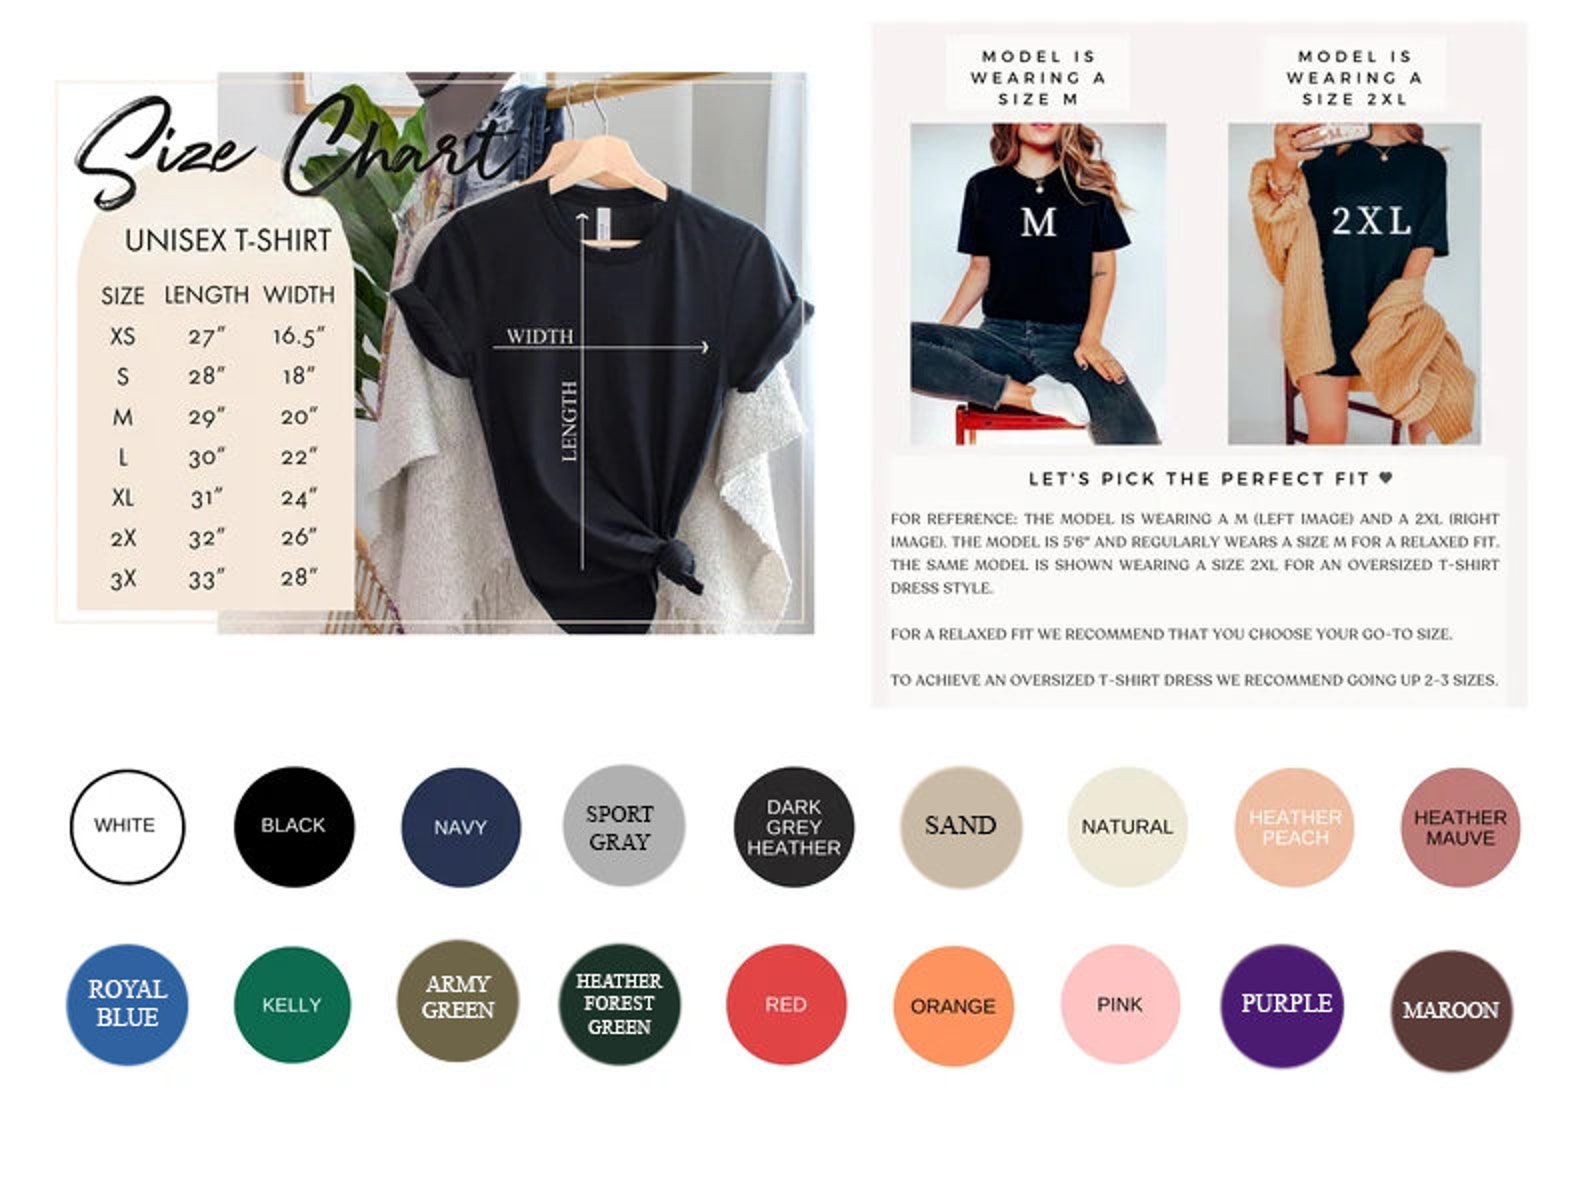 Size Chart
UNISEX T-SHIRT
SIZE LENGTH WIDTH
XS 27" 16.5"
S 28" 18"
M 29" 20"
L 30" 22"
XL 31" 24"
2X 32" 26"
3X 33" 28"
WIDTH
LENGTH
MODEL IS
WEARING A
SIZE M
MODEL IS
WEARING A
SIZE 2XL
M
2XL
LET'S PICK THE PERFECT FIT ♥
FOR REFERENCE: THE MODEL IS WEARING A M (LEFT IMAGE) AND A 2XL (RIGHT
IMAGE). THE MODEL IS 5'6" AND REGULARLY WEARS A SIZE M FOR A RELAXED FIT.
THE SAME MODEL IS SHOWN WEARING A SIZE 2XL FOR AN OVERSIZED T-SHIRT
DRESS STYLE.
FOR A RELAXED FIT WE RECOMMEND THAT YOU CHOOSE YOUR GO-TO SIZE.
TO ACHIEVE AN OVERSIZED T-SHIRT DRESS WE RECOMMEND GOING UP 2-3 SIZES.
WHITE
BLACK
NAVY
SPORT
GRAY
DARK
GREY
HEATHER
SAND
NATURAL
HEATHER
PEACH
HEATHER
MAUVE
ROYAL
BLUE
KELLY
ARMY
GREEN
HEATHER
FOREST
GREEN
RED
ORANGE
PINK
PURPLE
MAROON